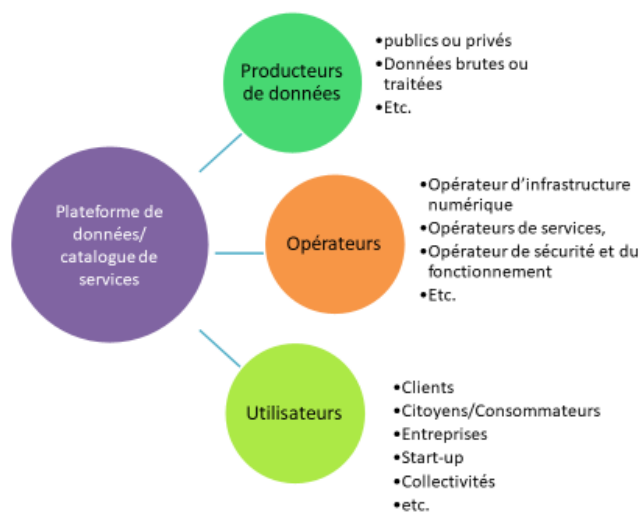 Producteurs
de données
•publics ou privés
•Données brutes ou
traitées
•Etc.
Plateforme de
données/
catalogue de
services
Opérateurs
•Opérateur d’infrastructure
numérique
•Opérateurs de services,
•Opérateur de sécurité et du
fonctionnement
•Etc.
Utilisateurs
•Clients
•Citoyens/Consommateurs
•Entreprises
•Start-up
•Collectivités
•etc.